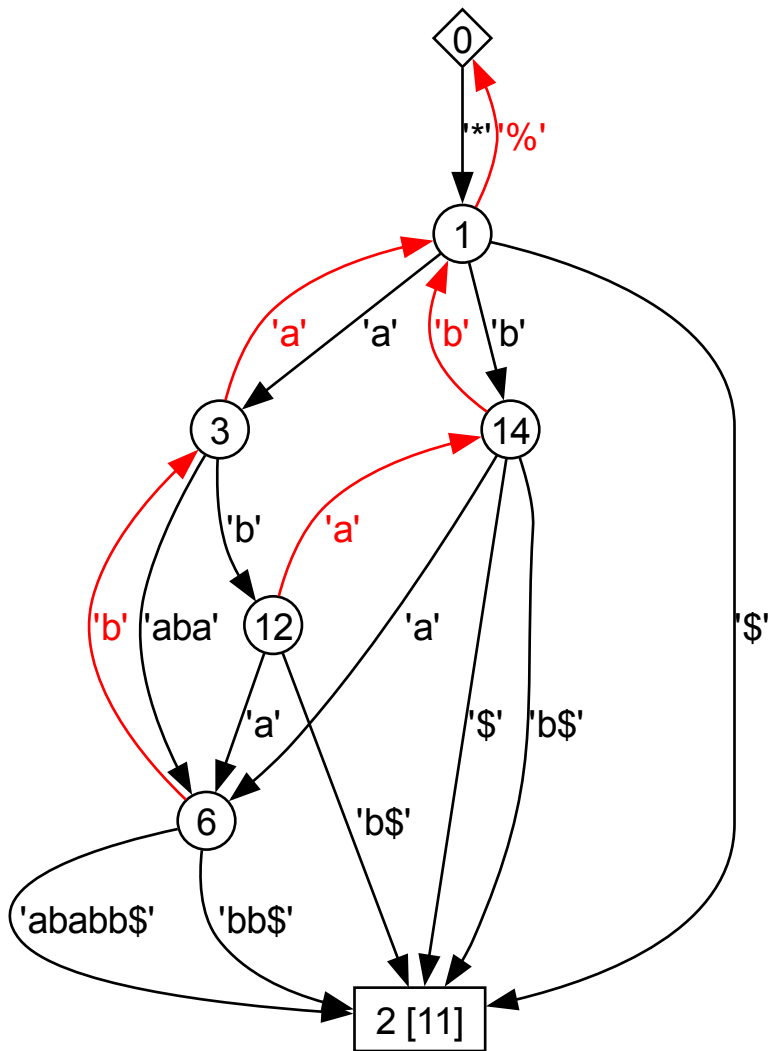 0
'*' '%'
1
'a' 'a' 'b' 'b'
3 14
'b' 'a'
'b' 'aba' 12 'a' '$'
'a' '$' 'b$'
6 'b$'
'ababb$' 'bb$'
2 [11]